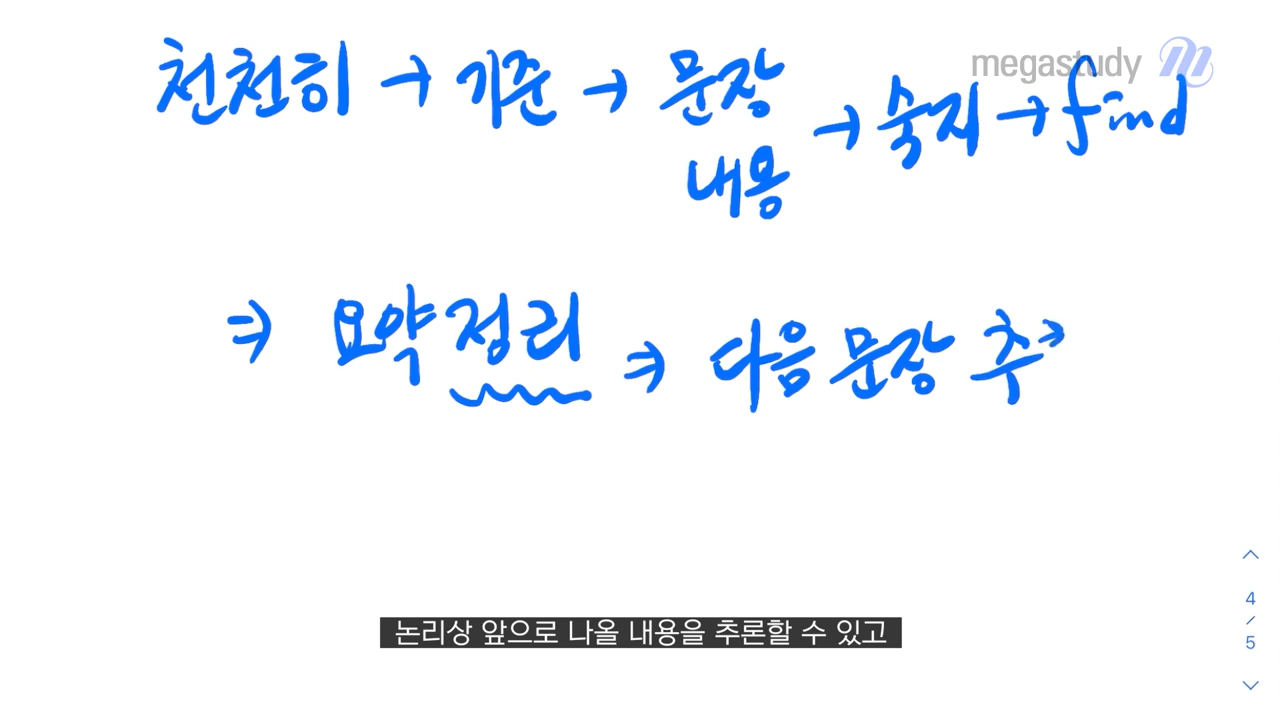 megastudy
천천히 → 기준 → 문장 내용 → 숙지 → find
⇒ 요약정리 ⇒ 다음 문장 추
논리상 앞으로 나올 내용을 추론할 수 있고
4
/
5